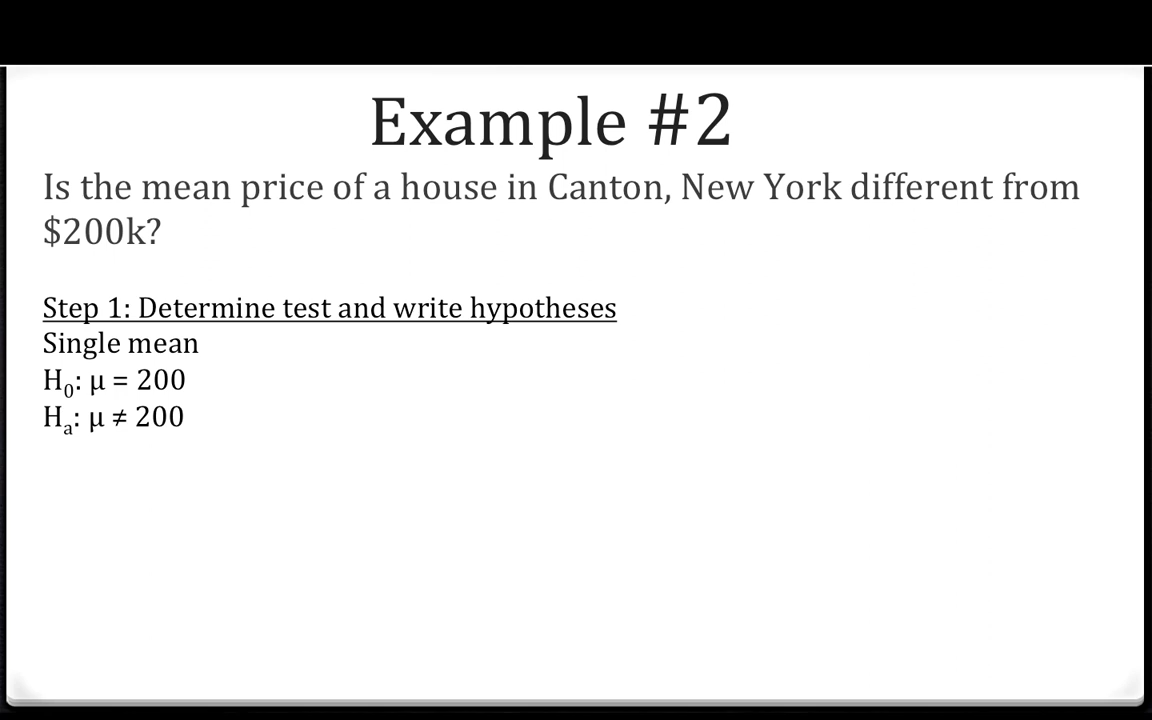 Example #2
Is the mean price of a house in Canton, New York different from
$200k?
Step 1: Determine test and write hypotheses
Single mean
H₀: μ = 200
Hₐ: μ ≠ 200